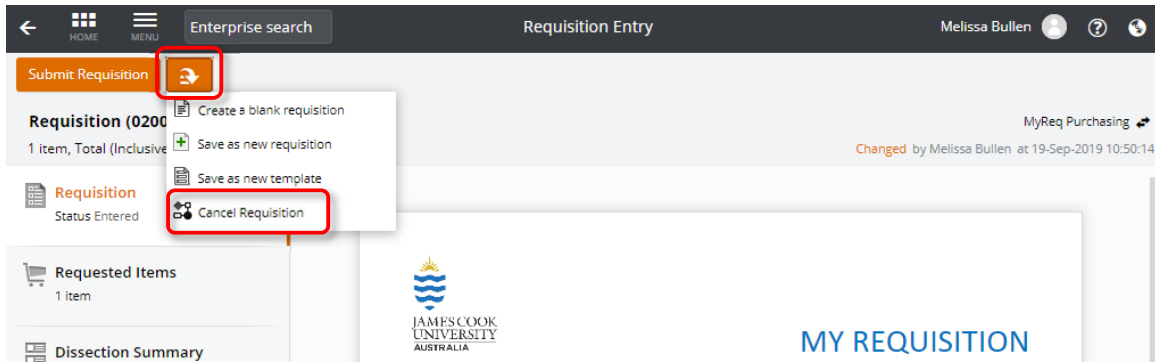 HOME MENU Enterprise search Requisition Entry Melissa Bullen
Submit Requisition
Create a blank requisition
Requisition (0200
MyReq Purchasing
Save as new requisition
1 item, Total (Inclusive
Changed by Melissa Bullen at 19-Sep-2019 10:50:14
Save as new template
Requisition
Cancel Requisition
Status Entered
Requested Items
1 item
JAMES COOK
UNIVERSITY
AUSTRALIA
MY REQUISITION
Dissection Summary